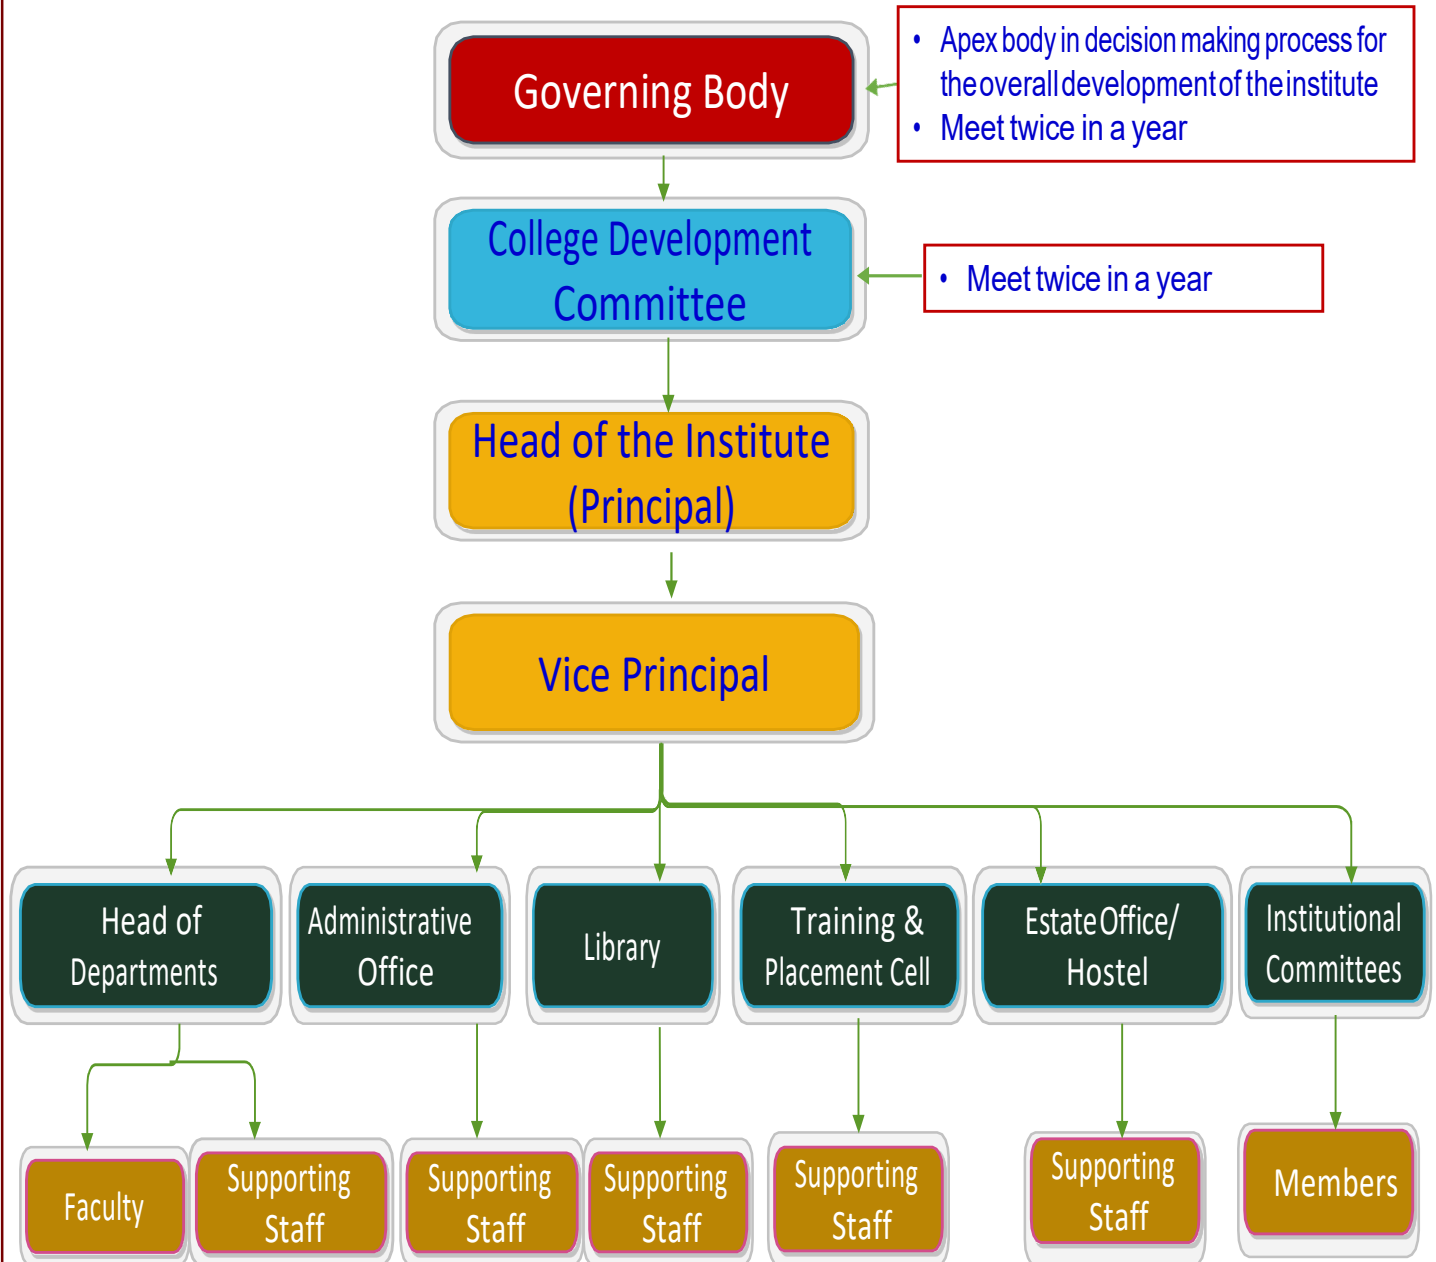 Governing Body
• Apex body in decision making process for
the overall development of the institute
• Meet twice in a year
College Development
Committee
• Meet twice in a year
Head of the Institute
(Principal)
Vice Principal
Head of
Departments
Administrative
Office
Library
Training &
Placement Cell
Estate Office/
Hostel
Institutional
Committees
Faculty
Supporting
Staff
Supporting
Staff
Supporting
Staff
Supporting
Staff
Supporting
Staff
Members